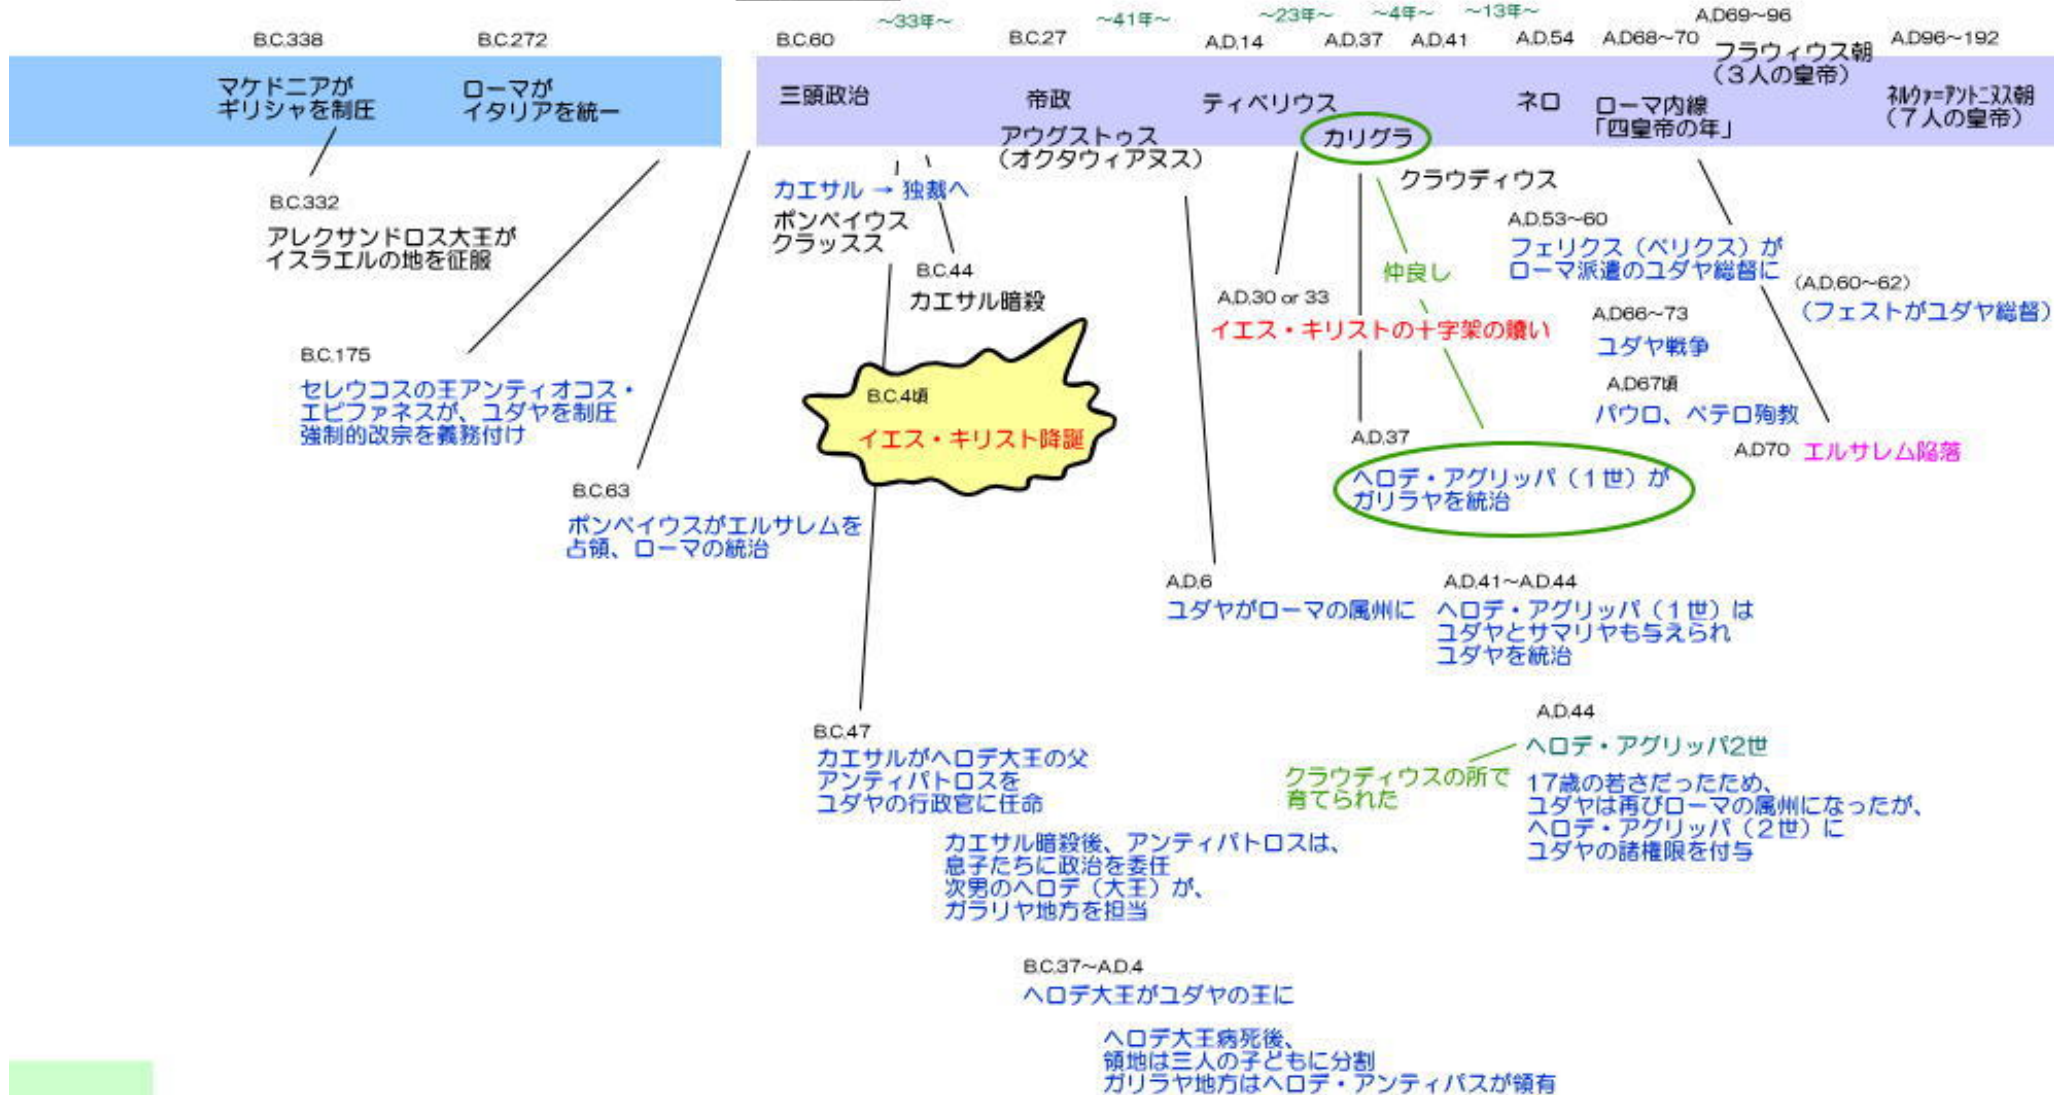 ～33年～
～41年～
～23年～
～4年～
～13年～
A.D69～96
B.C.338
B.C.272
B.C.60
B.C.27
A.D.14
A.D.37
A.D.41
A.D.54
A.D68～70
フラウィウス朝
（３人の皇帝）
A.D96～192
マケドニアが
ギリシャを制圧
ローマが
イタリアを統一
三頭政治
帝政
アウグストゥス
（オクタウィアヌス）
ティベリウス
カリグラ
クラウディウス
ネロ
ローマ内線
「四皇帝の年」
ﾈﾙｳｧ=ｱﾝﾄﾆﾇｽ朝
（７人の皇帝）
B.C.332
アレクサンドロス大王が
イスラエルの地を征服
カエサル → 独裁へ
ポンペイウス
クラッスス
B.C.44
カエサル暗殺
A.D.30 or 33
イエス・キリストの十字架の贖い
仲良し
A.D.53～60
フェリクス（ペリクス）が
ローマ派遣のユダヤ総督に
(A.D.60～62)
（フェストがユダヤ総督）
A.D66～73
ユダヤ戦争
A.D67頃
パウロ、ペテロ殉教
A.D70 エルサレム陥落
B.C.175
セレウコスの王アンティオコス・
エピファネスが、ユダヤを制圧
強制的改宗を義務付け
B.C.4頃
イエス・キリスト降誕
A.D.37
ヘロデ・アグリッパ（１世）が
ガリラヤを統治
B.C.63
ポンペイウスがエルサレムを
占領、ローマの統治
A.D.6
ユダヤがローマの属州に
A.D.41～A.D.44
ヘロデ・アグリッパ（１世）は
ユダヤとサマリヤも与えられ
ユダヤを統治
B.C.47
カエサルがヘロデ大王の父
アンティパトロスを
ユダヤの行政官に任命
A.D.44
ヘロデ・アグリッパ2世
クラウディウスの所で
育てられた
17歳の若さだったため、
ユダヤは再びローマの属州になったが、
ヘロデ・アグリッパ（２世）に
ユダヤの諸権限を付与
カエサル暗殺後、アンティパトロスは、
息子たちに政治を委任
次男のヘロデ（大王）が、
ガラリヤ地方を担当
B.C.37～A.D.4
ヘロデ大王がユダヤの王に
ヘロデ大王病死後、
領地は三人の子どもに分割
ガリラヤ地方はヘロデ・アンティパスが領有